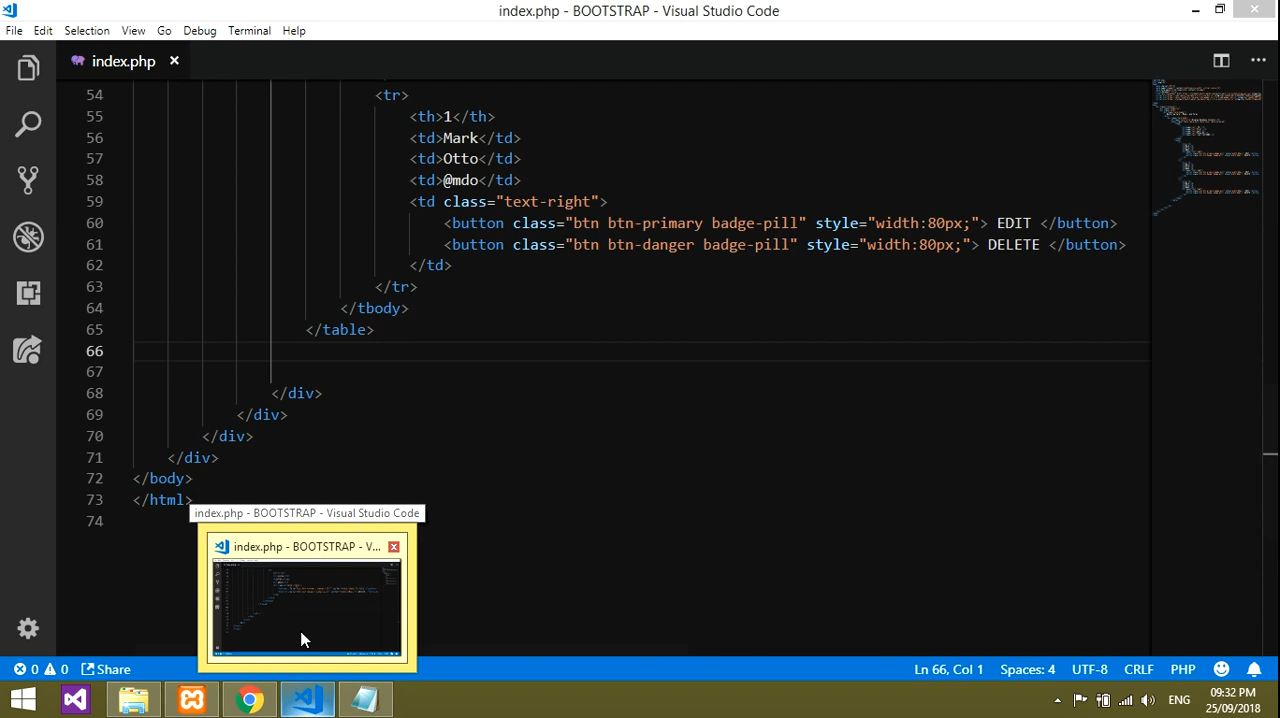 index.php - BOOTSTRAP - Visual Studio Code
File Edit Selection View Go Debug Terminal Help
index.php
54 <tr>
55 <th>1</th>
56 <td>Mark</td>
57 <td>Otto</td>
58 <td>@mdo</td>
59 <td class="text-right">
60 <button class="btn btn-primary badge-pill" style="width:80px;"> EDIT </button>
61 <button class="btn btn-danger badge-pill" style="width:80px;"> DELETE </button>
62 </td>
63 </tr>
64 </tbody>
65 </table>
66
67
68 </div>
69 </div>
70 </div>
71 </div>
72 </body>
73 </html>
74
index.php - BOOTSTRAP - Visual Studio Code
index.php - BOOTSTRAP - V...
0 0 Share Ln 66, Col 1 Spaces: 4 UTF-8 CRLF PHP
ENG
09:32 PM
25/09/2018